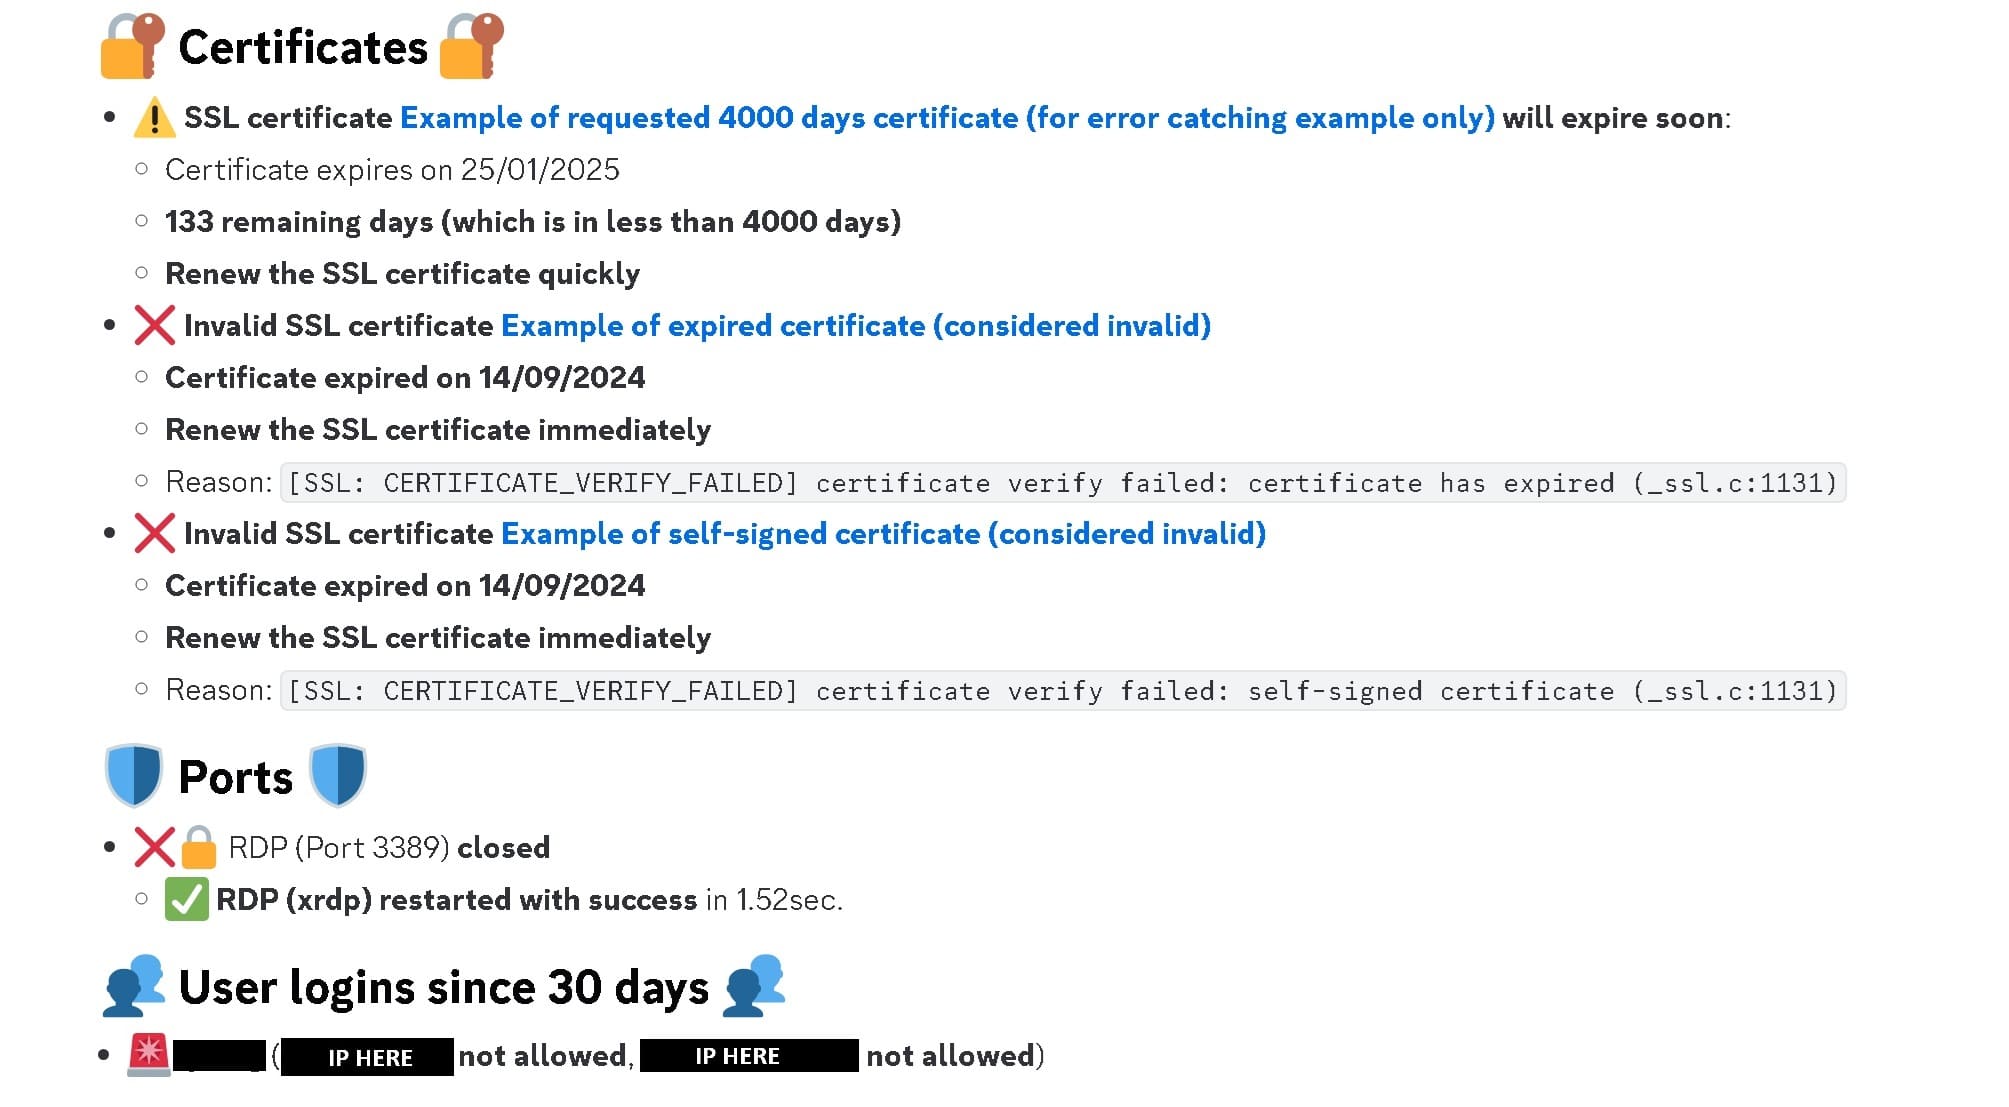 Certificates
SSL certificate Example of requested 4000 days certificate (for error catching example only) will expire soon:
Certificate expires on 25/01/2025
133 remaining days (which is in less than 4000 days)
Renew the SSL certificate quickly
Invalid SSL certificate Example of expired certificate (considered invalid)
Certificate expired on 14/09/2024
Renew the SSL certificate immediately
Reason: [SSL: CERTIFICATE_VERIFY_FAILED] certificate verify failed: certificate has expired (_ssl.c:1131)
Invalid SSL certificate Example of self-signed certificate (considered invalid)
Certificate expired on 14/09/2024
Renew the SSL certificate immediately
Reason: [SSL: CERTIFICATE_VERIFY_FAILED] certificate verify failed: self-signed certificate (_ssl.c:1131)
Ports
RDP (Port 3389) closed
RDP (xrdp) restarted with success in 1.52sec.
User logins since 30 days
(IP HERE not allowed, IP HERE not allowed)